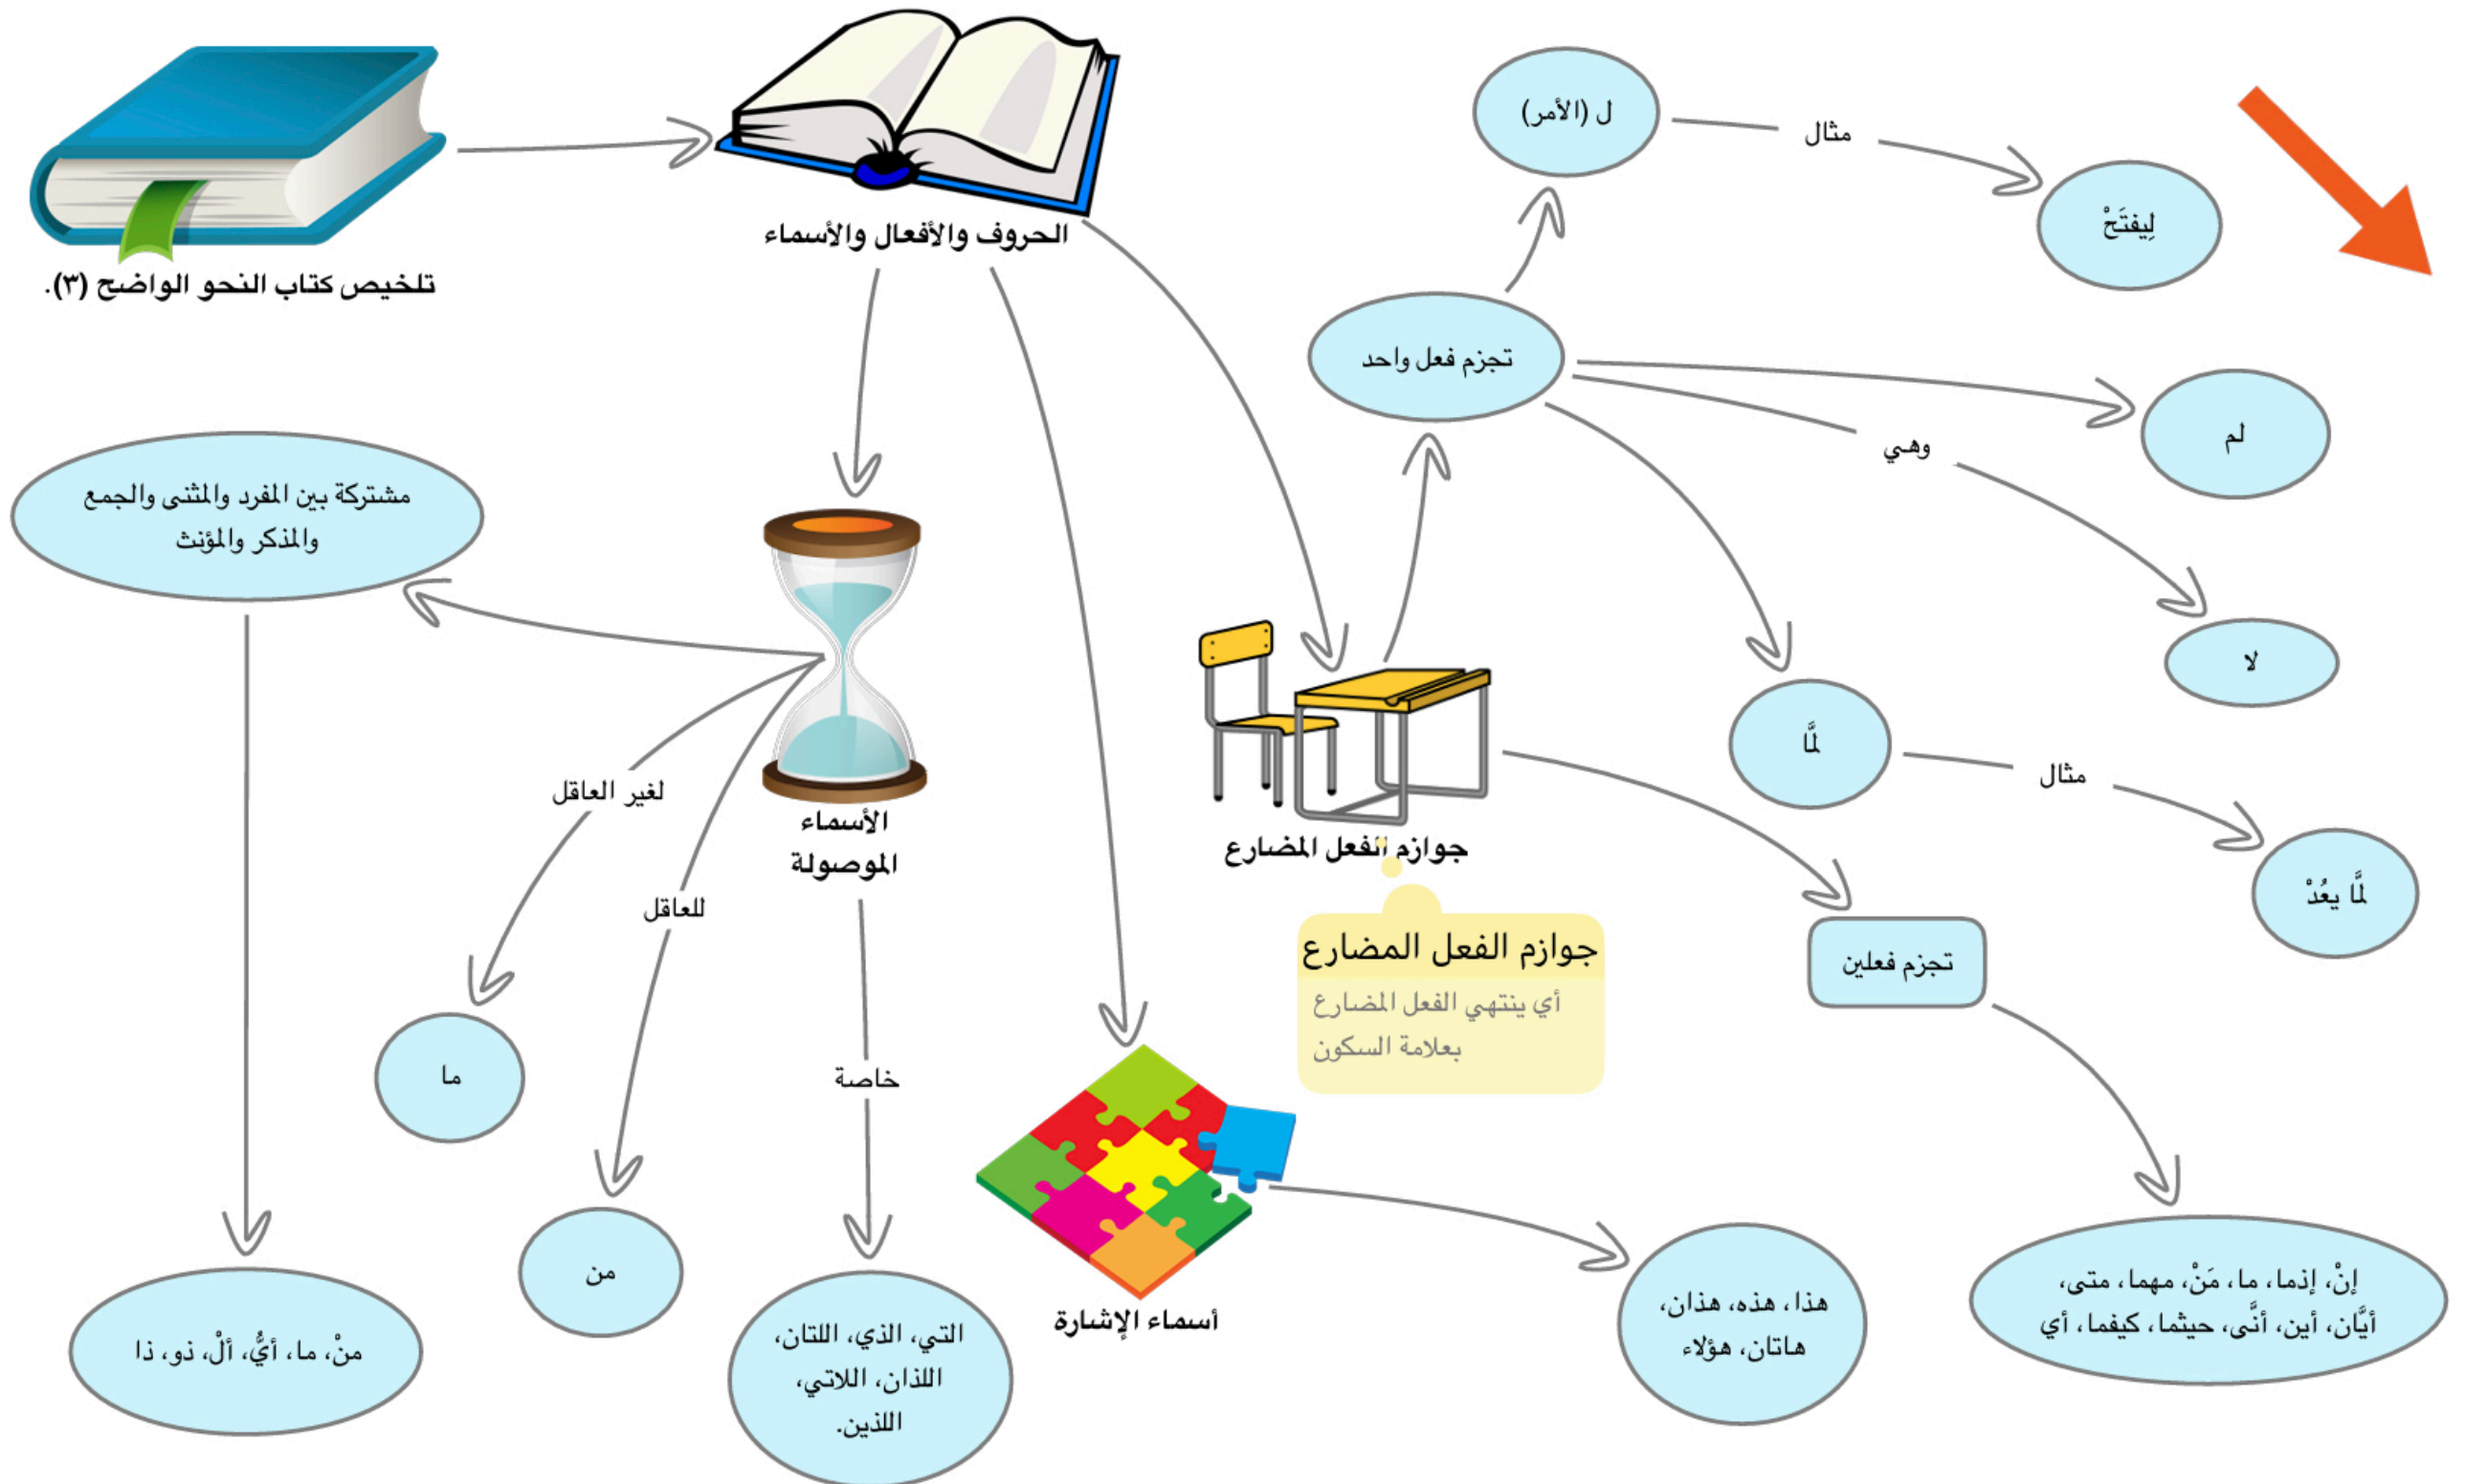 تلخيص كتاب النحو الواضح (٣).
الحروف والأفعال والأسماء
ل (الأمر)
مثال
لِيفتَحْ
تجزم فعل واحد
لم
وهي
لا
لمَّا
مثال
لمَّا يعُدْ
جوازم الفعل المضارع
جوازم الفعل المضارع
أي ينتهي الفعل المضارع
بعلامة السكون
تجزم فعلين
إنْ، إذما، ما، مَنْ، مهما، متى،
أيَّان، أين، أنَّى، حيثما، كيفما، أي
أسماء الإشارة
هذا، هذه، هذان،
هاتان، هؤلاء
الأسماء
الموصولة
خاصة
التي، الذي، اللتان،
اللذان، اللاتي،
اللذين.
للعاقل
من
لغير العاقل
ما
مشتركة بين المفرد والمثنى والجمع
والمذكر والمؤنث
منْ، ما، أيُّ، ألْ، ذو، ذا